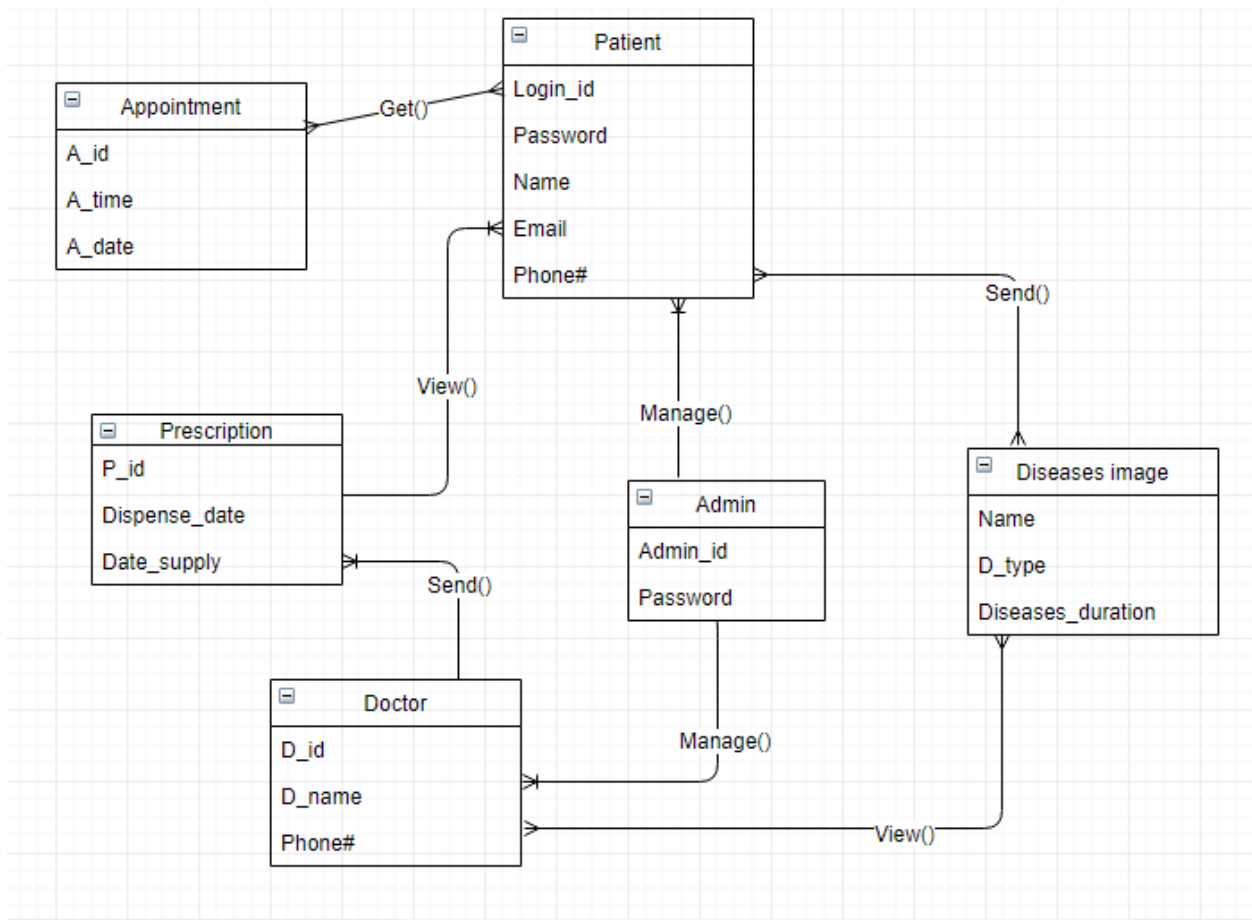 Patient
Login_id
Password
Name
Email
Phone#
Appointment
A_id
A_time
A_date
Get()
Send()
View()
Manage()
Prescription
P_id
Dispense_date
Date_supply
Send()
Admin
Admin_id
Password
Diseases image
Name
D_type
Diseases_duration
Doctor
D_id
D_name
Phone#
Manage()
View()